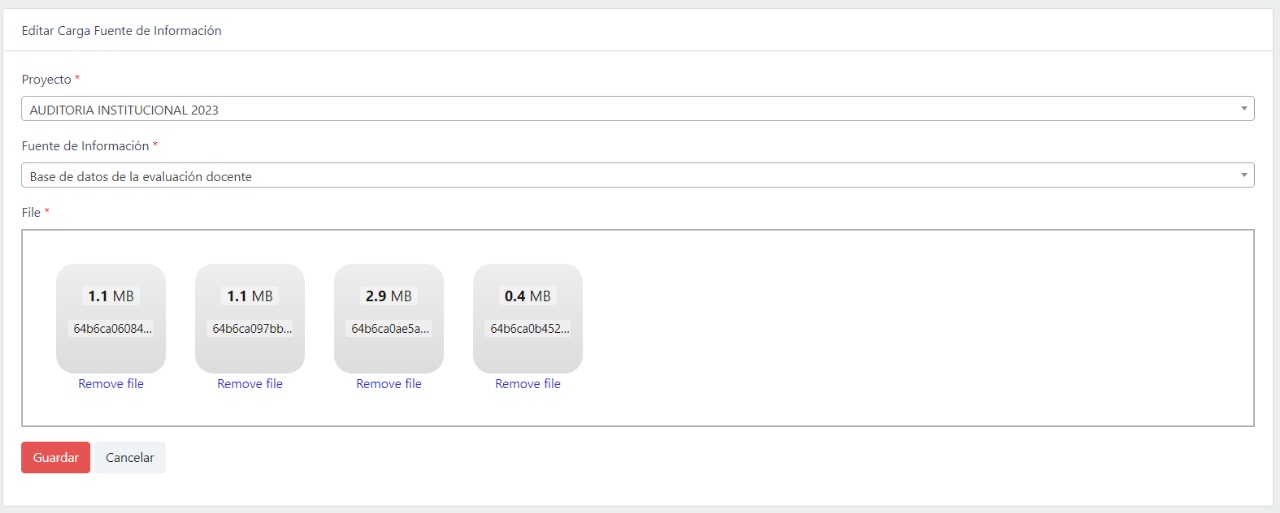 Editar Carga Fuente de Información
Proyecto *
AUDITORIA INSTITUCIONAL 2023
Fuente de Información *
Base de datos de la evaluación docente
File *
1.1 MB 1.1 MB 2.9 MB 0.4 MB
64b6ca06084... 64b6ca097bb... 64b6ca0ae5a... 64b6ca0b452...
Remove file Remove file Remove file Remove file
Guardar Cancelar